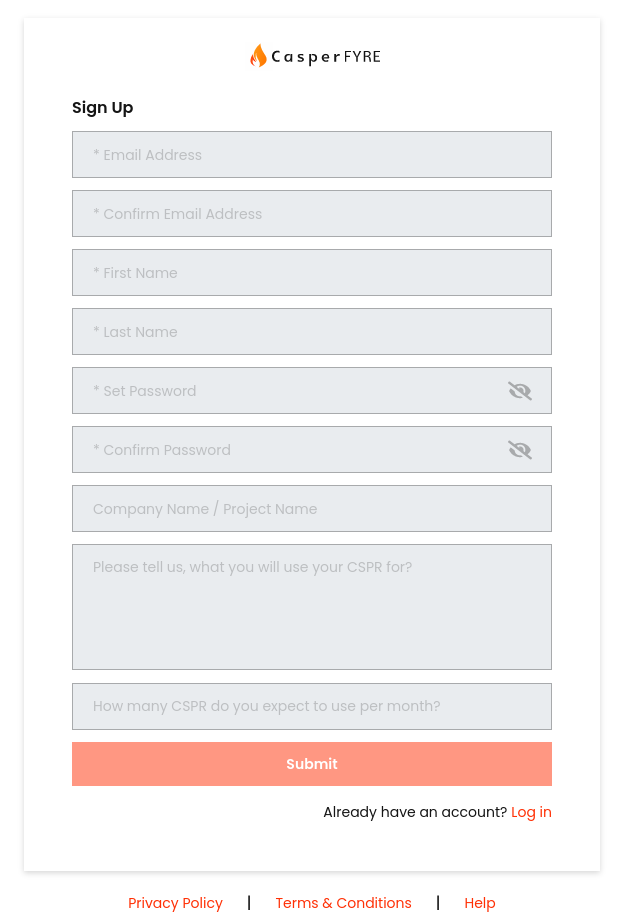 CasperFYRE
Sign Up
* Email Address
* Confirm Email Address
* First Name
* Last Name
* Set Password
* Confirm Password
Company Name / Project Name
Please tell us, what you will use your CSPR for?
How many CSPR do you expect to use per month?
Submit
Already have an account? Log in
Privacy Policy | Terms & Conditions | Help